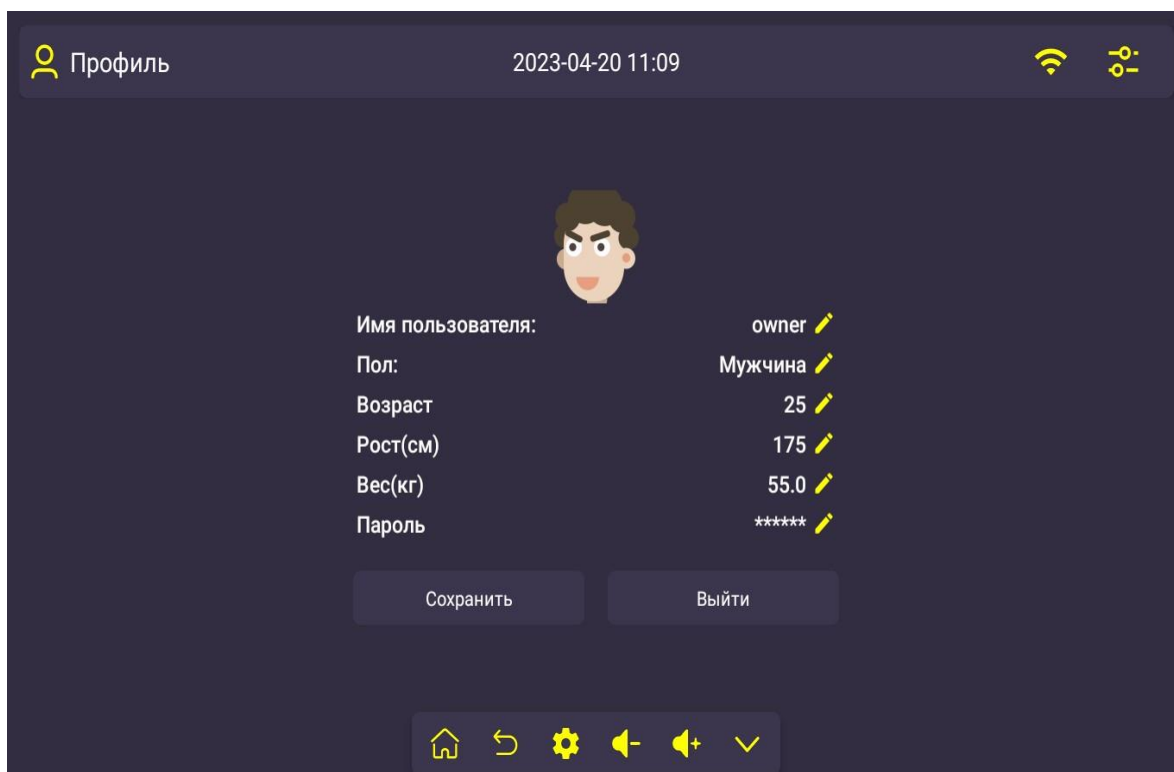 Профиль 2023-04-20 11:09
Имя пользователя: owner
Пол: Мужчина
Возраст 25
Рост(см) 175
Вес(кг) 55.0
Пароль ******
Сохранить Выйти